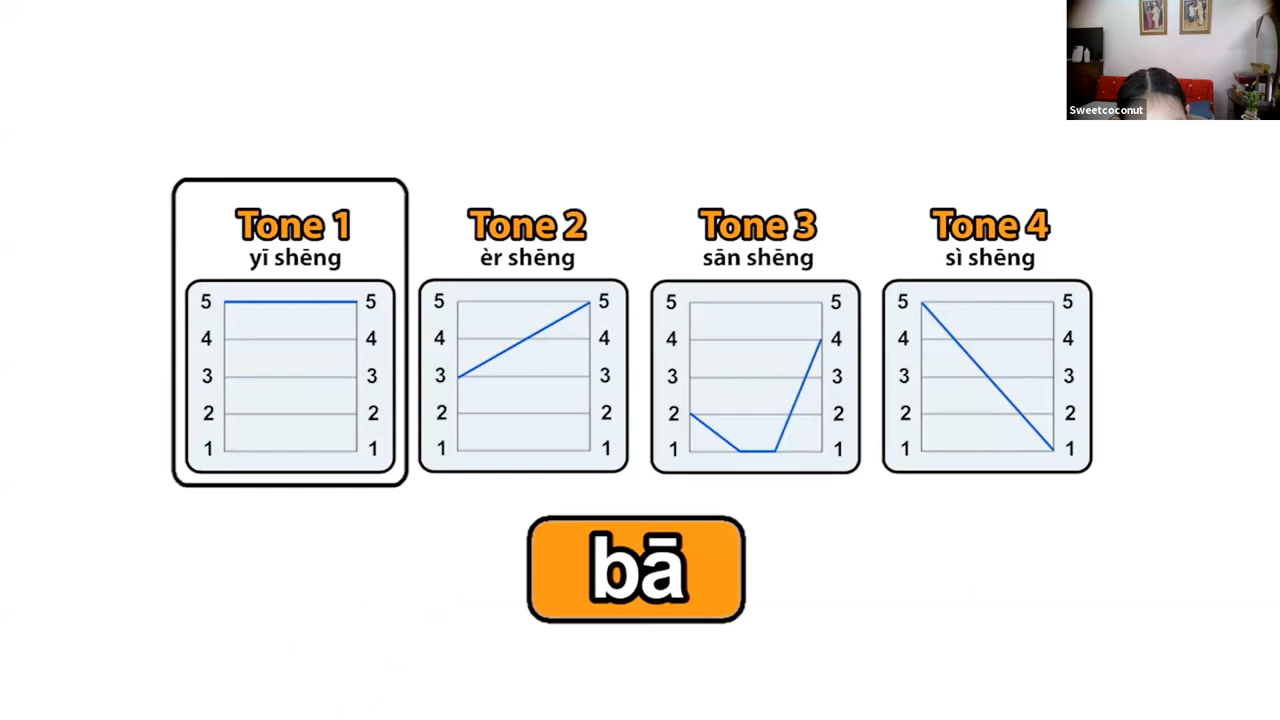 Sweetcoconut
Tone 1 Tone 2 Tone 3 Tone 4
yī shēng èr shēng sān shēng sì shēng
5 5 5 5 5 5 5 5
4 4 4 4 4 4 4 4
3 3 3 3 3 3 3 3
2 2 2 2 2 2 2 2
1 1 1 1 1 1 1 1
bā